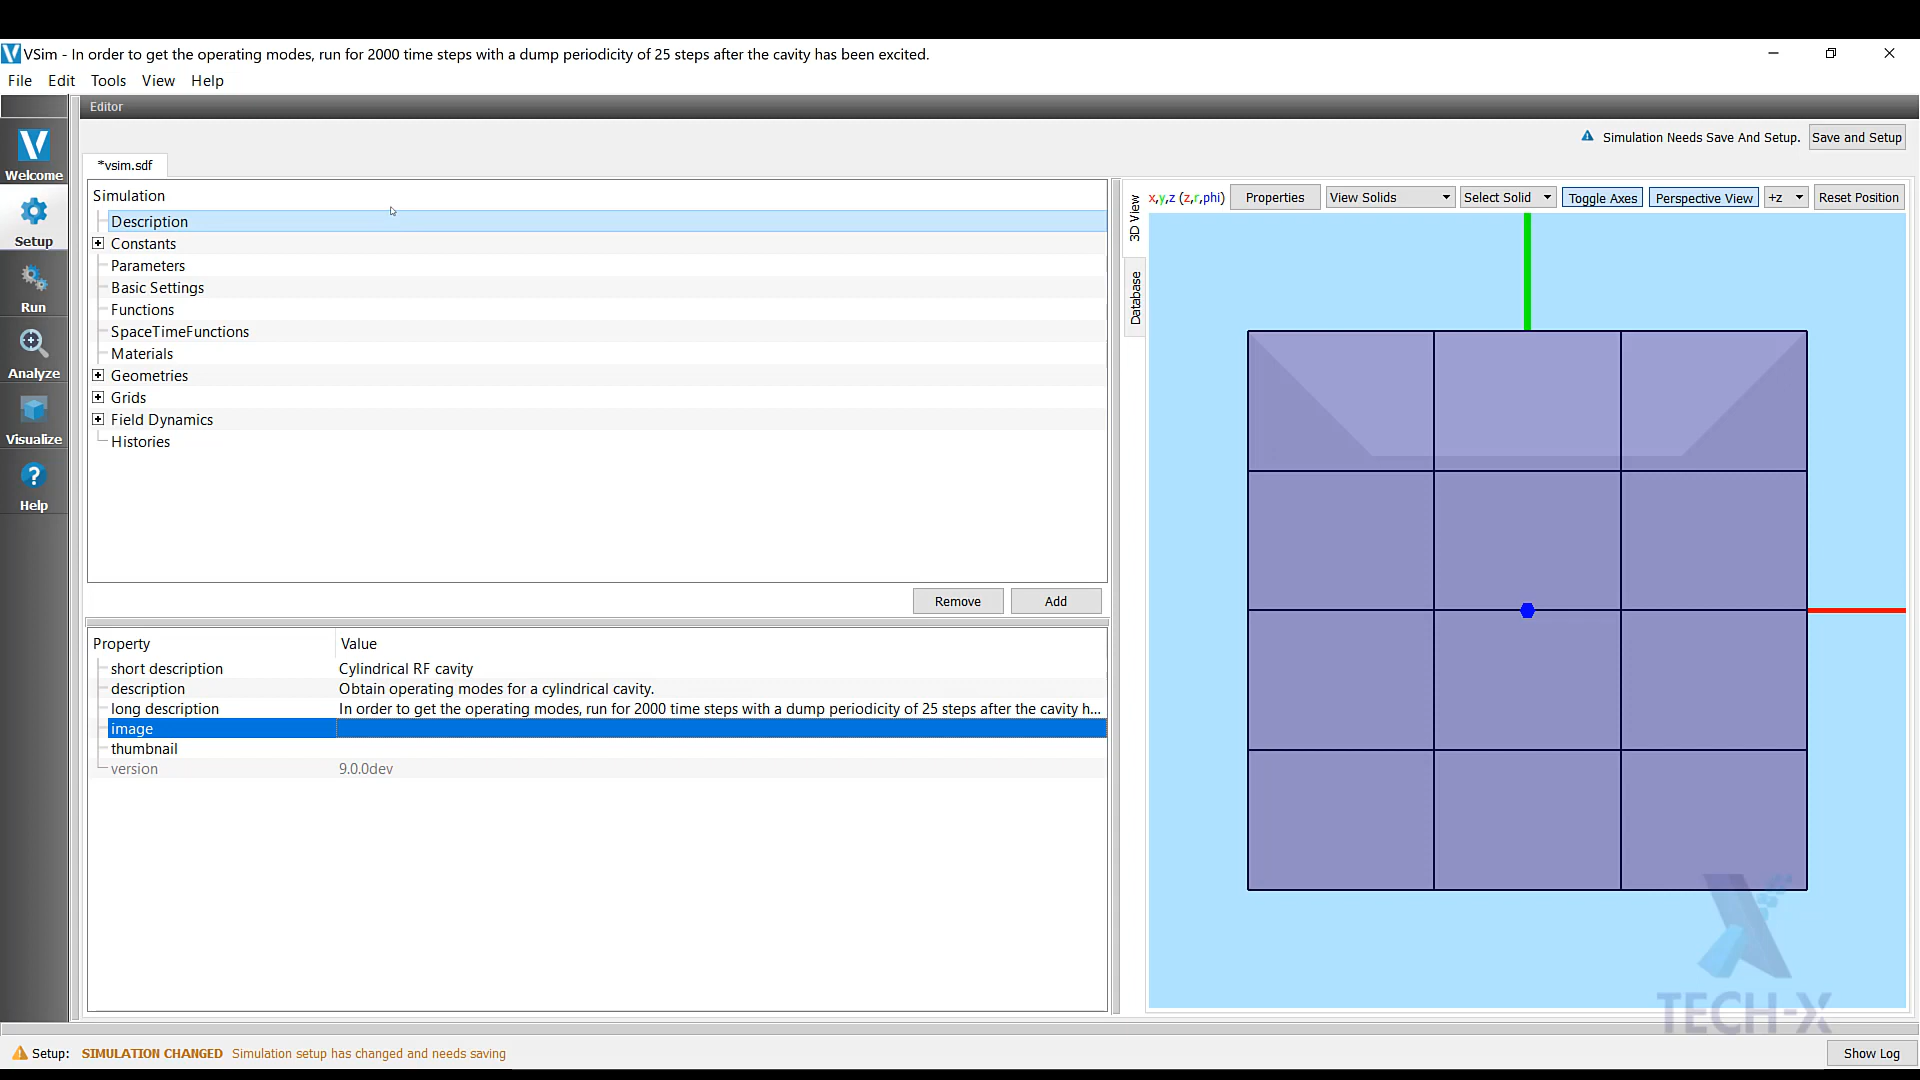 VSim - In order to get the operating modes, run for 2000 time steps with a dump periodicity of 25 steps after the cavity has been excited.
File Edit Tools View Help
Editor
Simulation Needs Save And Setup. Save and Setup
*vsim.sdf
Welcome
Setup
Run
Analyze
Visualize
Help
Simulation
Description
Constants
Parameters
Basic Settings
Functions
SpaceTimeFunctions
Materials
Geometries
Grids
Field Dynamics
Histories
Remove Add
Property Value
short description Cylindrical RF cavity
description Obtain operating modes for a cylindrical cavity.
long description In order to get the operating modes, run for 2000 time steps with a dump periodicity of 25 steps after the cavity h...
image
thumbnail
version 9.0.0dev
3D View
Database
x,y,z (z,r,phi) Properties View Solids Select Solid Toggle Axes Perspective View +z Reset Position
TECH-X
Setup: SIMULATION CHANGED Simulation setup has changed and needs saving
Show Log